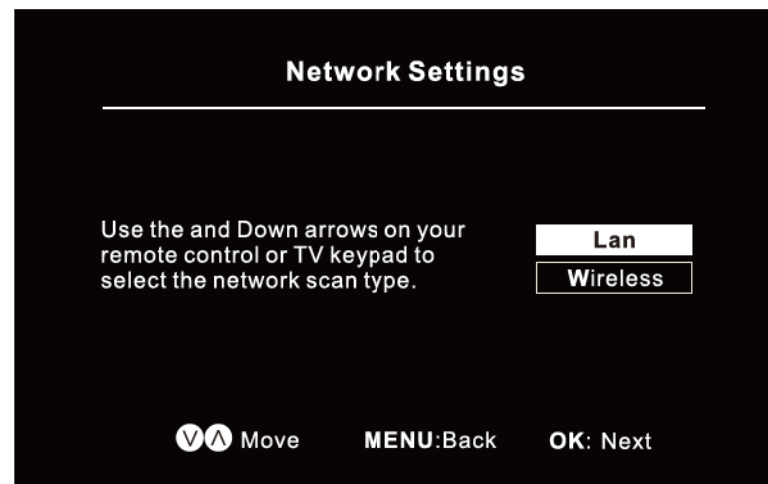 Network Settings
Use the and Down arrows on your
remote control or TV keypad to
select the network scan type.
Lan
Wireless
Move MENU:Back OK: Next